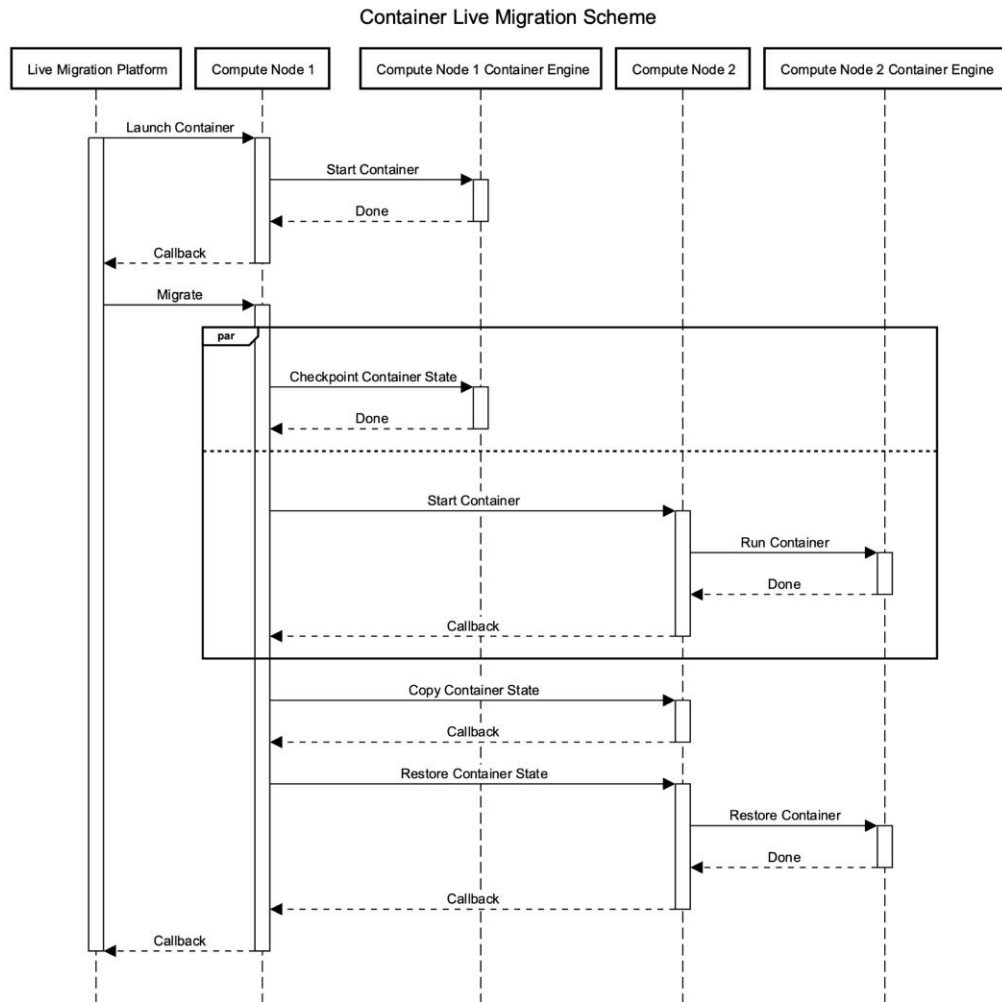 Container Live Migration Scheme
Live Migration Platform
Compute Node 1
Compute Node 1 Container Engine
Compute Node 2
Compute Node 2 Container Engine
Launch Container
Start Container
Done
Callback
Migrate
par
Checkpoint Container State
Done
Start Container
Run Container
Done
Callback
Copy Container State
Callback
Restore Container State
Restore Container
Done
Callback
Callback